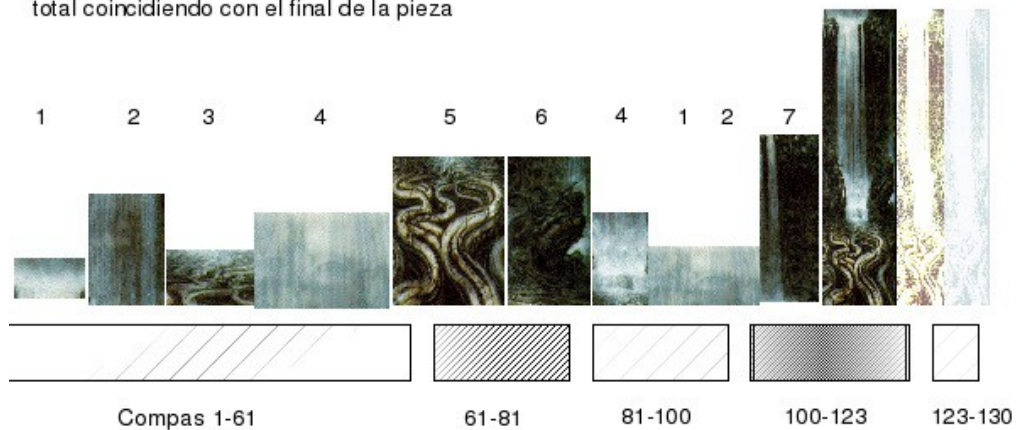 total coincidiendo con el final de la pieza
1 2 3 4 5 6 4 1 2 7
Compas 1-61 61-81 81-100 100-123 123-130